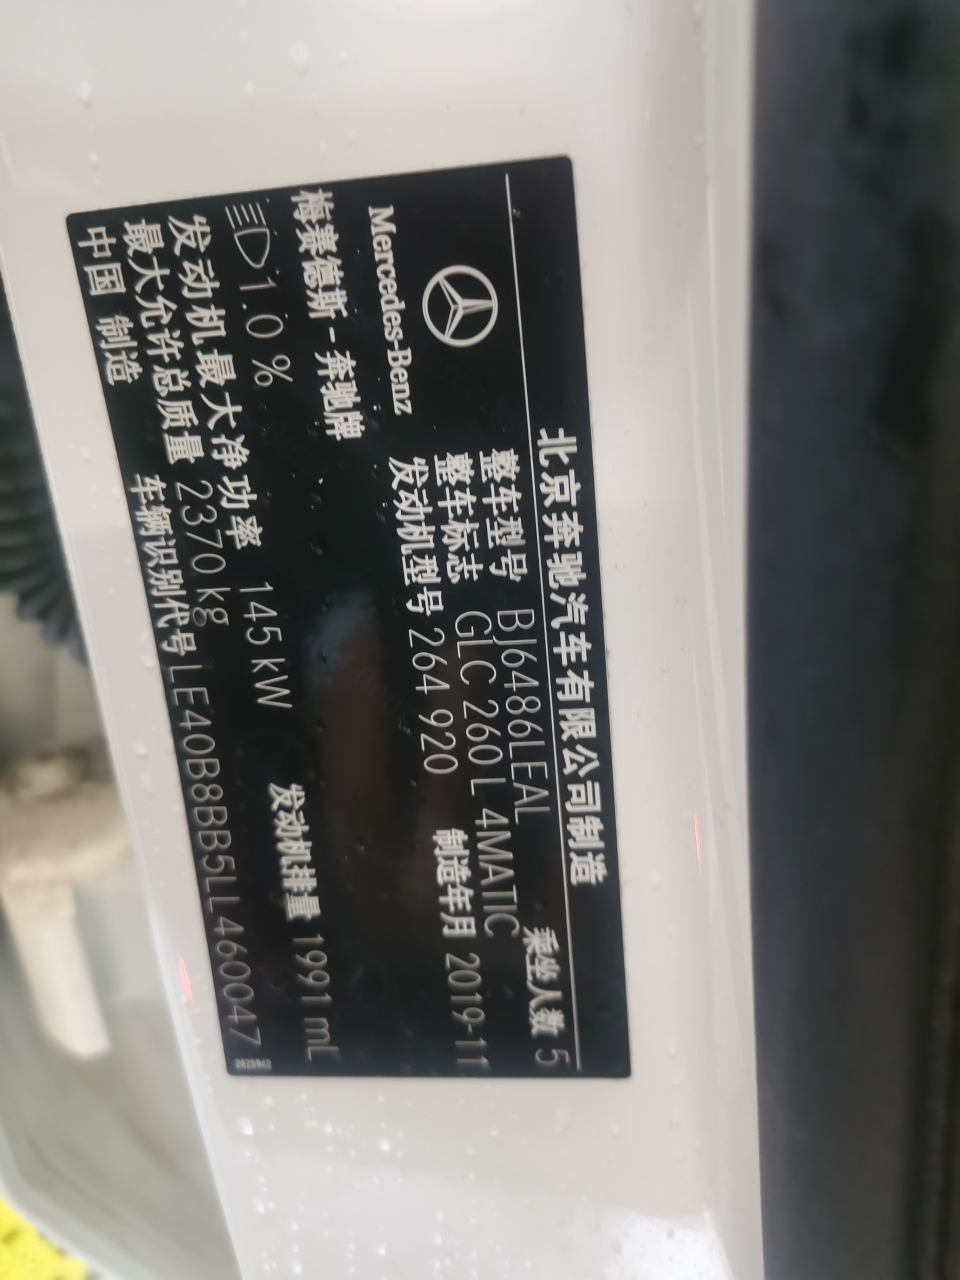 北京奔驰汽车有限公司制造
整车型号 BJ6486LEAL 乘坐人数 5
整车标志 GLC 260 L 4MATIC
发动机型号 264 920 制造年月 2019-11
Mercedes-Benz
梅赛德斯-奔驰牌
1.0 % 发动机排量 1991 mL
发动机最大净功率 145 kW
最大允许总质量 2370 kg
中国 制造 车辆识别代号 LE40B8BB5LL460047